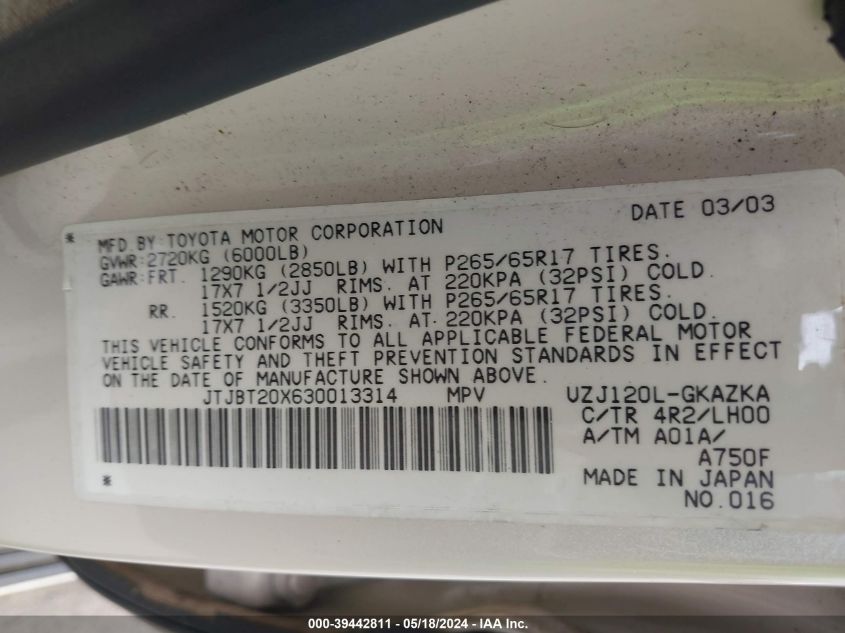 DATE 03/03
* MFD.BY TOYOTA MOTOR CORPORATION
GVWR:2720KG (6000LB)
GAWR:FRT. 1290KG (2850LB) WITH P265/65R17 TIRES.
17X7 1/2JJ RIMS. AT 220KPA (32PSI) COLD.
RR. 1520KG (3350LB) WITH P265/65R17 TIRES.
17X7 1/2JJ RIMS. AT 220KPA (32PSI) COLD.
THIS VEHICLE CONFORMS TO ALL APPLICABLE FEDERAL MOTOR
VEHICLE SAFETY AND THEFT PREVENTION STANDARDS IN EFFECT
ON THE DATE OF MANUFACTURE SHOWN ABOVE.
JTJBT20X630013314 MPV UZJ120L-GKAZKA
C/TR 4R2/LH00
A/TM A01A/
A750F
MADE IN JAPAN
* NO.016
000-39442811 - 05/18/2024 - IAA Inc.